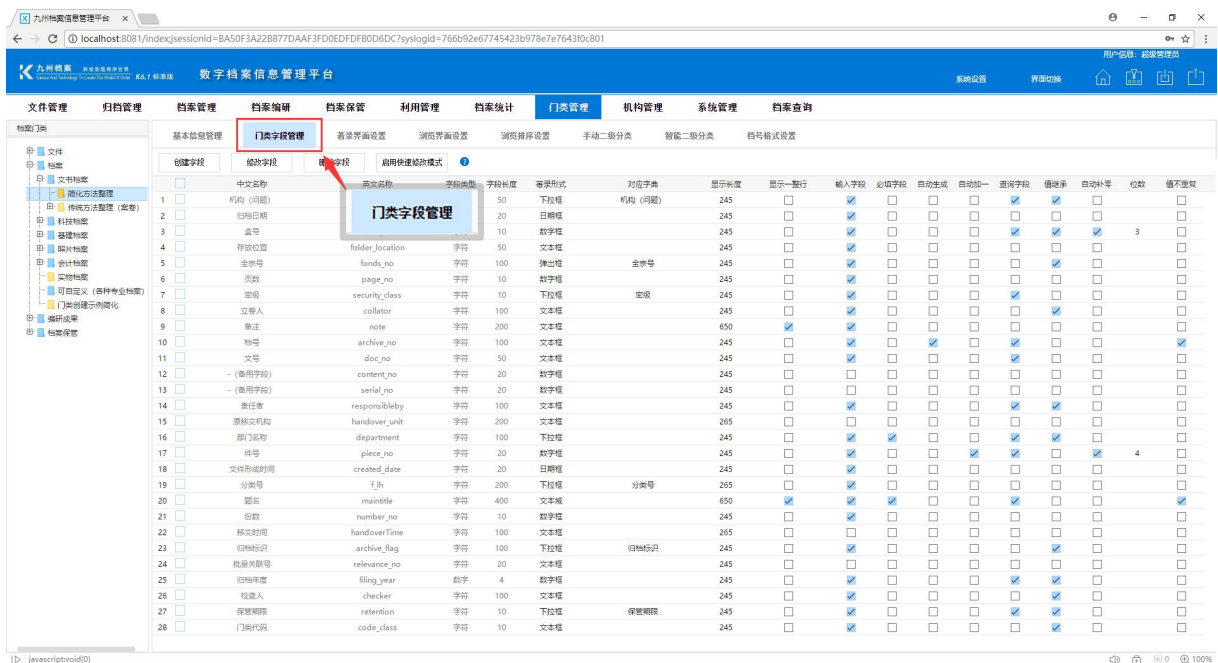 九州档案信息管理平台
localhost:8081/index;jsessionid=BA50F3A22B877DAAF3FD0EDFDFB0D6DC?syslogid=766b92e67745423b978e7e7643f0c801
用户信息：超级管理员
九州档案 K6.1 标准版 数字档案信息管理平台 系统设置 界面切换
文件管理 归档管理 档案管理 档案编研 档案保管 利用管理 档案统计 门类管理 机构管理 系统管理 档案查询
档案门类
基本信息管理 门类字段管理 著录界面设置 浏览界面设置 浏览排序设置 手动二级分类 智能二级分类 档号格式设置
文件
档案
文书档案
简化方法整理
传统方法整理（案卷）
科技档案
基建档案
照片档案
会计档案
实物档案
可自定义（各种专业档案）
门类创建示例简化
编研成果
档案保管
创建字段 修改字段 字段 启用快速修改模式
中文名称 英文名称 字段类型 字段长度 著录形式 对应字典 显示长度 显示一整行 输入字段 必填字段 自动生成 自动加一 查询字段 值继承 自动补零 位数 值不重复
1 机构（问题） 50 下拉框 机构（问题） 245
2 归档日期 20 日期框 245
3 盒号 10 数字框 245 3
门类字段管理
4 存放位置 folder_location 字符 50 文本框 245
5 全宗号 fonds_no 字符 100 弹出框 全宗号 245
6 页数 page_no 字符 10 数字框 245
7 密级 security_class 字符 10 下拉框 密级 245
8 立卷人 collator 字符 100 文本框 245
9 备注 note 字符 200 文本框 650
10 档号 archive_no 字符 100 文本框 245
11 文号 doc_no 字符 50 文本框 245
12 -（备用字段） content_no 字符 20 数字框 245
13 -（备用字段） serial_no 字符 20 数字框 245
14 责任者 responsibleby 字符 100 文本框 245
15 原移交机构 handover_unit 字符 200 文本框 265
16 部门名称 department 字符 100 下拉框 245
17 件号 piece_no 字符 20 数字框 245 4
18 文件形成时间 created_date 字符 20 日期框 245
19 分类号 f_lh 字符 200 下拉框 分类号 265
20 题名 maintitle 字符 400 文本域 650
21 份数 number_no 字符 10 数字框 245
22 移交时间 handoverTime 字符 100 文本框 265
23 归档标识 archive_flag 字符 100 下拉框 归档标识 245
24 批量关联号 relevance_no 字符 20 文本框 245
25 归档年度 filing_year 数字 4 数字框 245
26 检查人 checker 字符 100 文本框 245
27 保管期限 retention 字符 10 下拉框 保管期限 245
28 门类代码 code_class 字符 10 文本框 245
javascript:void(0) 0 100%